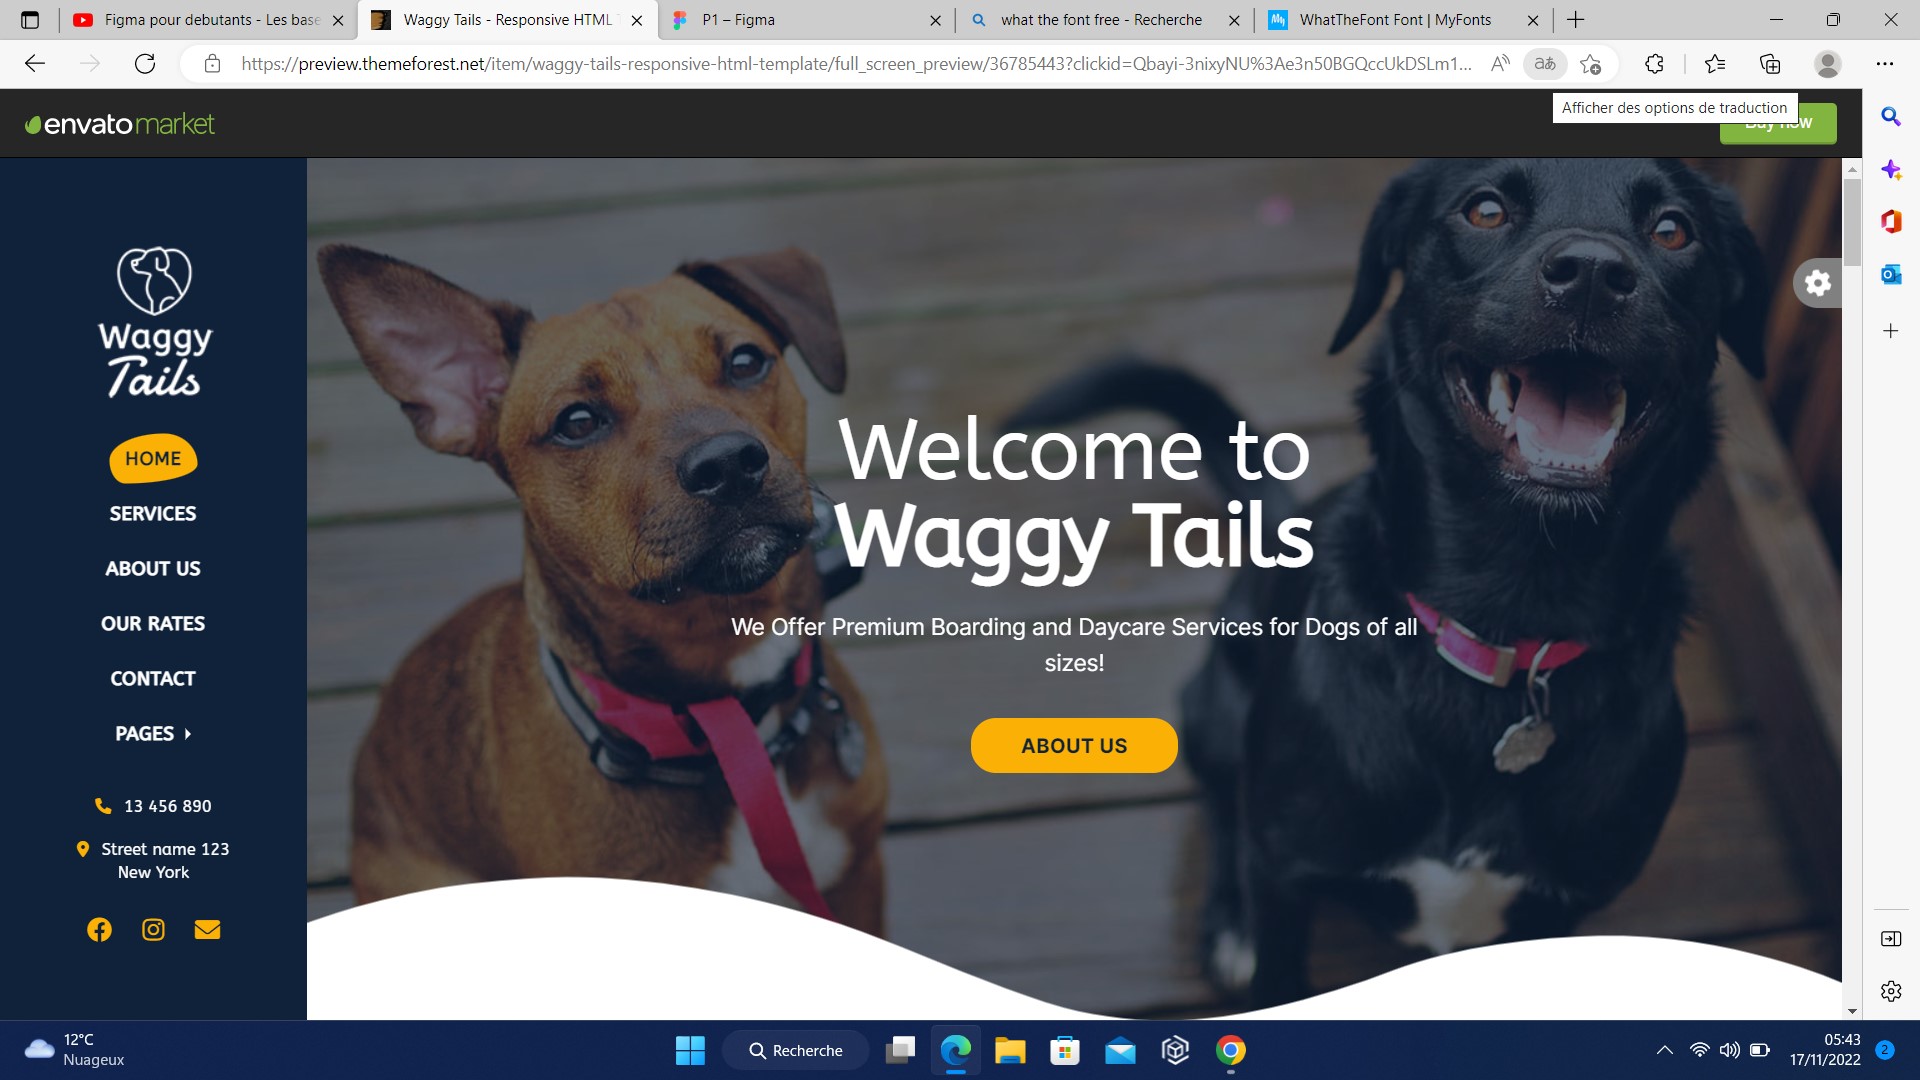 Figma pour debutants - Les base
Waggy Tails - Responsive HTML T
P1 – Figma
what the font free - Recherche
WhatTheFont Font | MyFonts
https://preview.themeforest.net/item/waggy-tails-responsive-html-template/full_screen_preview/36785443?clickid=Qbayi-3nixyNU%3Ae3n50BGQccUkDSLm1...
Afficher des options de traduction
envato market
Buy now
Waggy
Tails
HOME
SERVICES
ABOUT US
OUR RATES
CONTACT
PAGES
13 456 890
Street name 123
New York
Welcome to
Waggy Tails
We Offer Premium Boarding and Daycare Services for Dogs of all
sizes!
ABOUT US
12°C
Nuageux
Recherche
05:43
17/11/2022
2